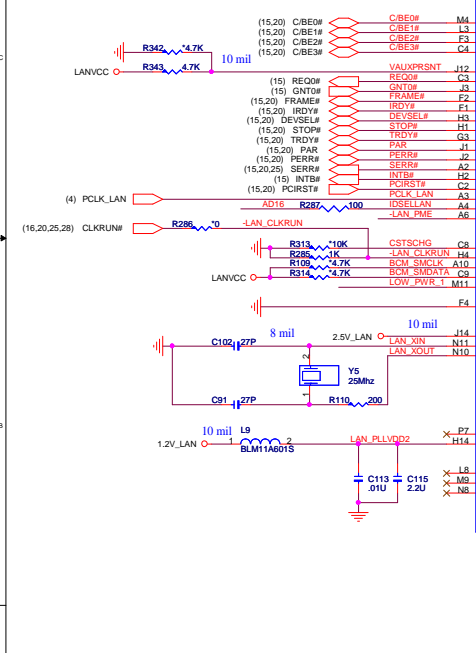 (15,20) C/BE0# C/BE0# M4
(15,20) C/BE1# C/BE1# L3
(15,20) C/BE2# C/BE2# F3
(15,20) C/BE3# C/BE3# C4
R342 *4.7K
10 mil
LANVCC R343 4.7K VAUXPRSNT J12
(15) REQ0# REQ0# C3
(15) GNT0# GNT0# J3
(15,20) FRAME# FRAME# F2
(15,20) IRDY# IRDY# F1
(15,20) DEVSEL# DEVSEL# H3
(15,20) STOP# STOP# H1
(15,20) TRDY# TRDY# G3
(15,20) PAR PAR J1
(15,20) PERR# PERR# J2
(15,20,25) SERR# SERR# A2
(15) INTB# INTB# H2
(15,20) PCIRST# PCIRST# C2
(4) PCLK_LAN PCLK_LAN A3
AD16 R287 100 IDSELLAN A4
-LAN_PME A6
(16,20,25,28) CLKRUN# R286 *0 -LAN_CLKRUN
R313 *10K CSTSCHG C8
R285 1K -LAN_CLKRUN H4
R109 *4.7K BCM_SMCLK A10
LANVCC R314 *4.7K BCM_SMDATA C9
LOW_PWR_1 M11
F4
8 mil
10 mil
2.5V_LAN J14
C102 27P LAN_XIN N11
LAN_XOUT N10
2
Y5
25Mhz
1
C91 27P R110 200
10 mil L9
1.2V_LAN 1 2 LAN_PLLVDD2 H14
BLM11A601S
P7
L8
M9
N8
C113
.01U
C115
2.2U
C
B